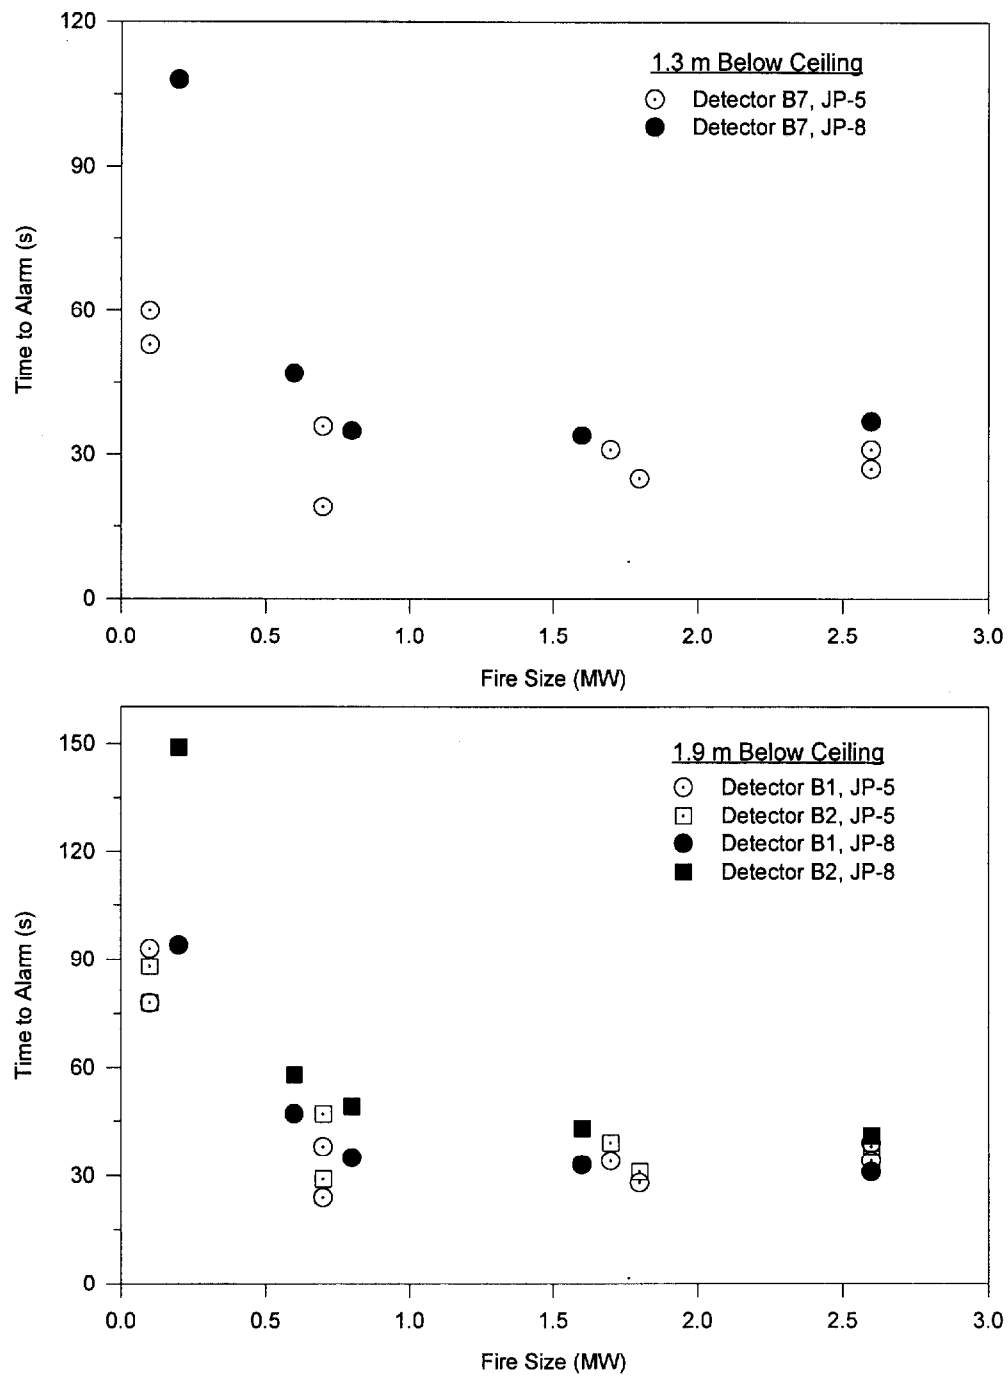 120
90
60
30
0
Time to Alarm (s)
1.3 m Below Ceiling
Detector B7, JP-5
Detector B7, JP-8
0.0 0.5 1.0 1.5 2.0 2.5 3.0
Fire Size (MW)
150
120
90
60
30
0
Time to Alarm (s)
1.9 m Below Ceiling
Detector B1, JP-5
Detector B2, JP-5
Detector B1, JP-8
Detector B2, JP-8
0.0 0.5 1.0 1.5 2.0 2.5 3.0
Fire Size (MW)